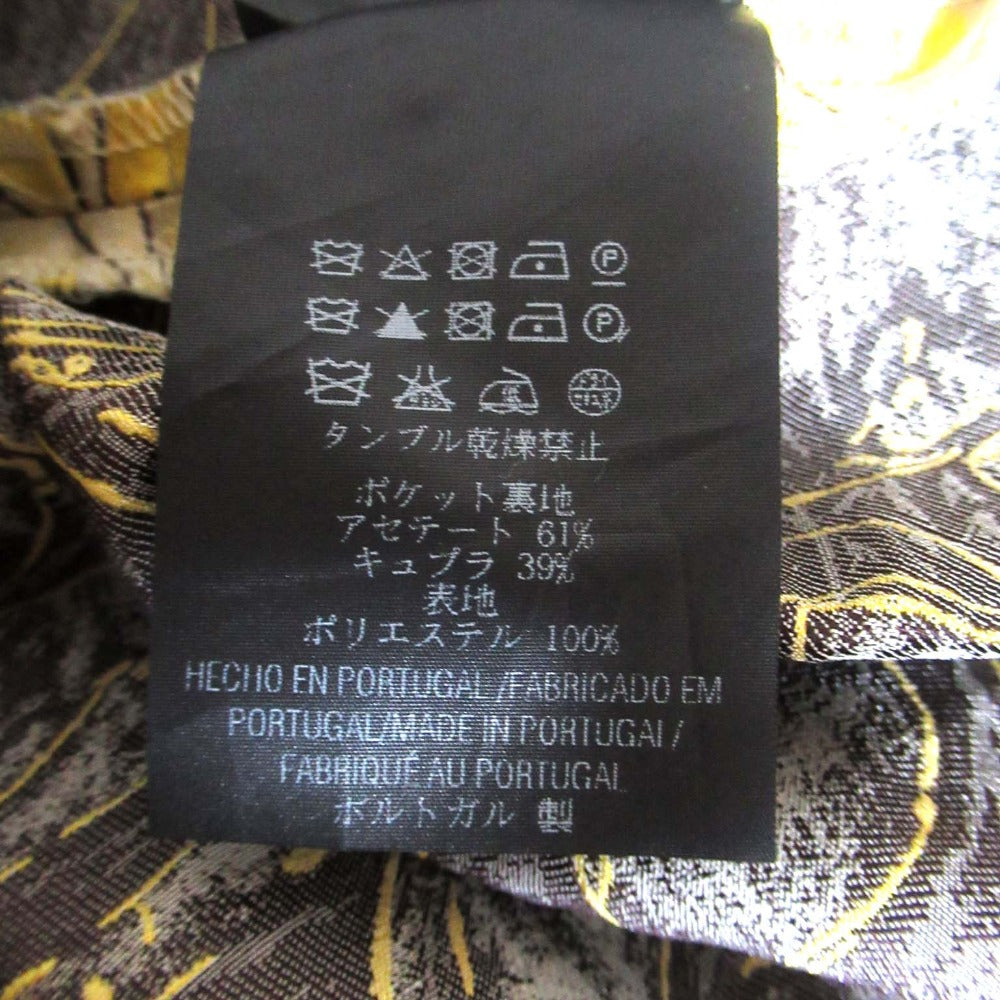 P
P
タンブル乾燥禁止
ポケット裏地
アセテート 61%
キュプラ 39%
表地
ポリエステル 100%
HECHO EN PORTUGAL/FABRICADO EM
PORTUGAL/MADE IN PORTUGAL/
FABRIQUÉ AU PORTUGAL
ポルトガル 製